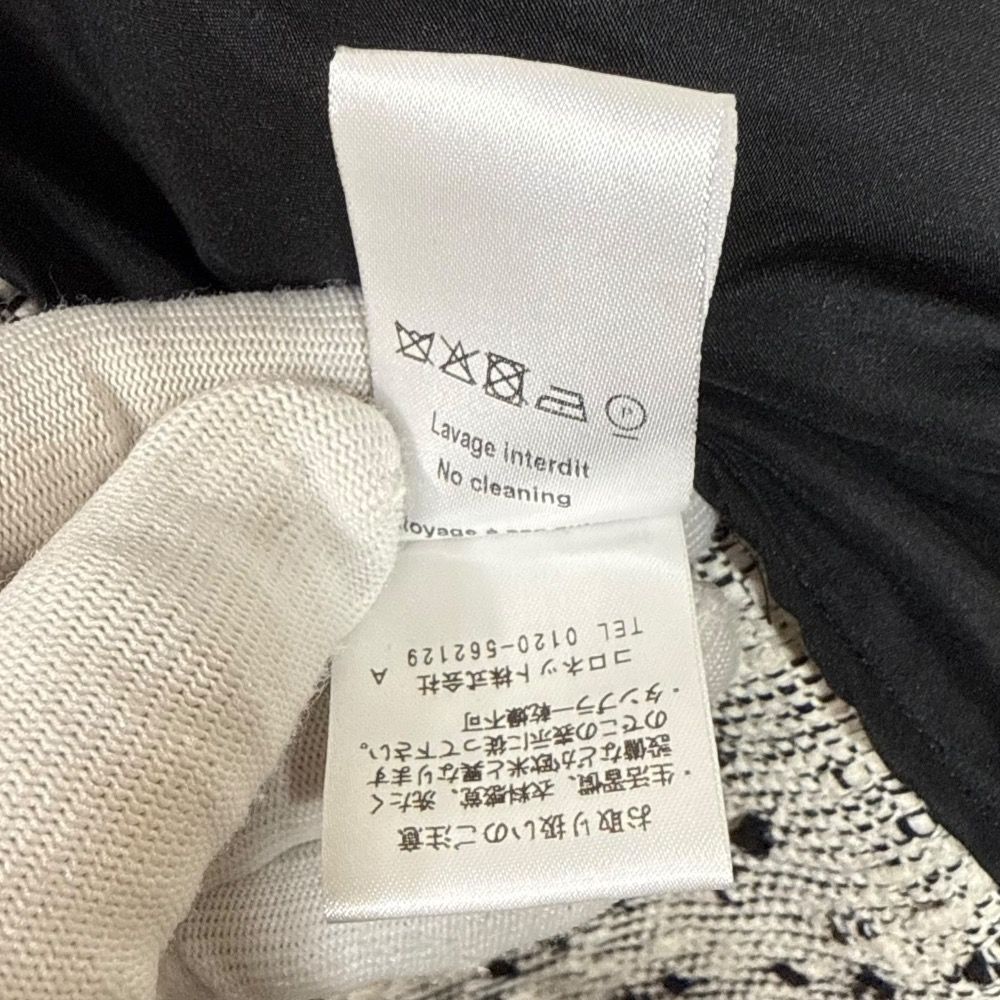 P
Lavage interdit
No cleaning
お取り扱いのご注意
・生活習慣、衣料感覚、洗たく
設備などが欧米と異なります
のでこの表示に従って下さい。
・タンブラー乾燥不可
コロネット株式会社 A
TEL 0120-562129